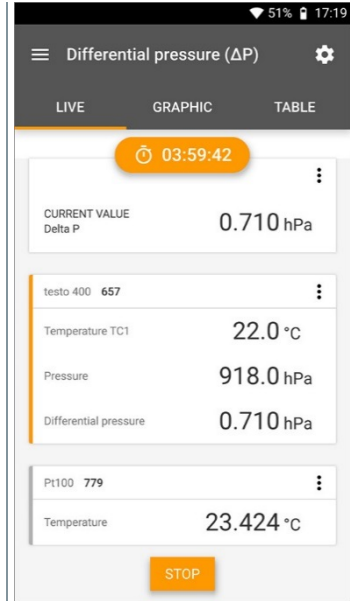 51% 17:19
Differential pressure (ΔP)
LIVE GRAPHIC TABLE
03:59:42
CURRENT VALUE
Delta P 0.710 hPa
testo 400 657
Temperature TC1 22.0 °C
Pressure 918.0 hPa
Differential pressure 0.710 hPa
Pt100 779
Temperature 23.424 °C
STOP